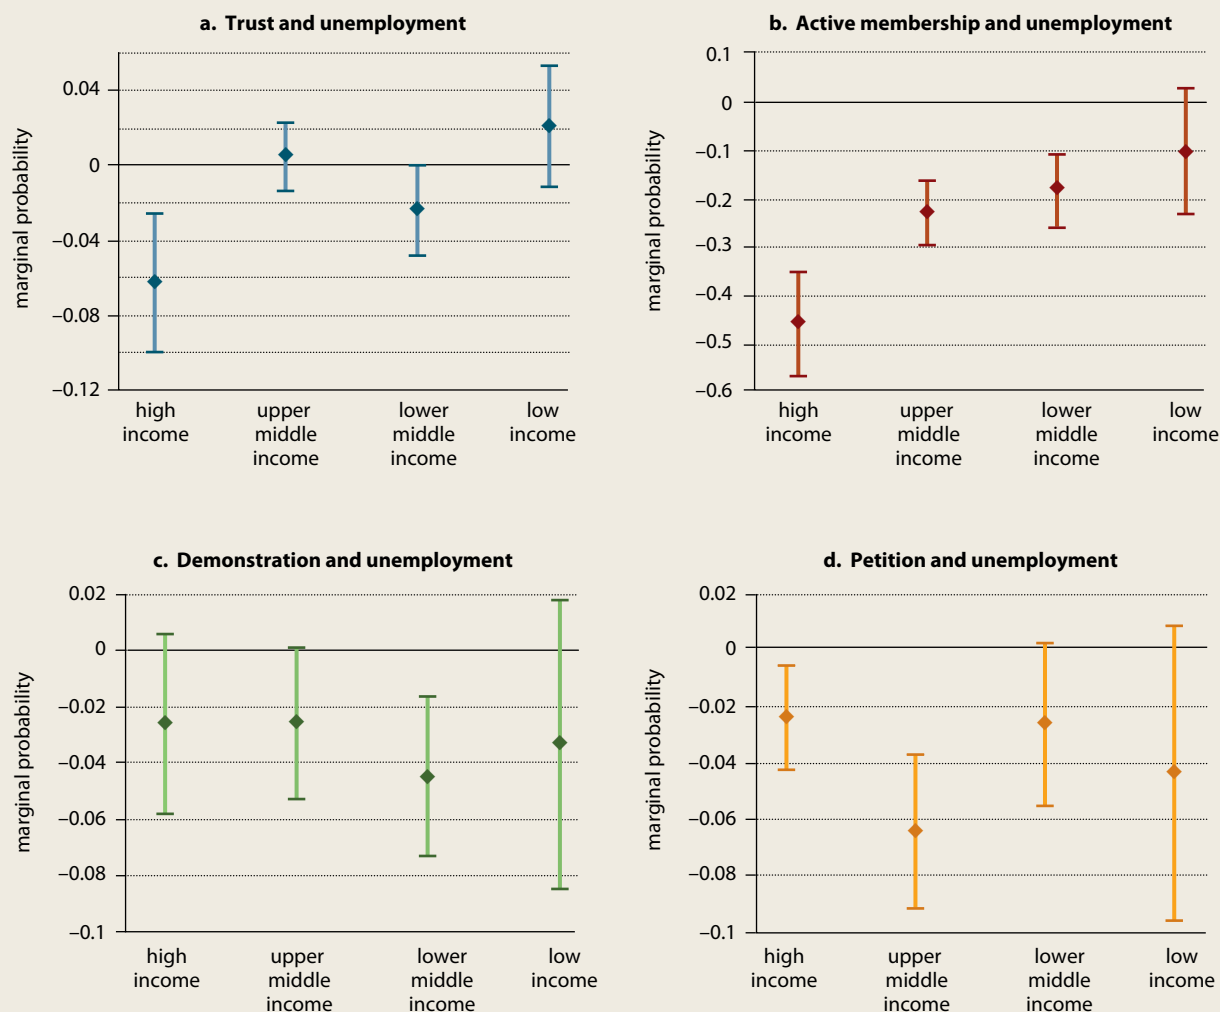 a. Trust and unemployment
marginal probability
0.04
0
–0.04
–0.08
–0.12
high
income
upper
middle
income
lower
middle
income
low
income
b. Active membership and unemployment
marginal probability
0.1
0
–0.1
–0.2
–0.3
–0.4
–0.5
–0.6
high
income
upper
middle
income
lower
middle
income
low
income
c. Demonstration and unemployment
marginal probability
0.02
0
–0.02
–0.04
–0.06
–0.08
–0.1
high
income
upper
middle
income
lower
middle
income
low
income
d. Petition and unemployment
marginal probability
0.02
0
–0.02
–0.04
–0.06
–0.08
–0.1
high
income
upper
middle
income
lower
middle
income
low
income